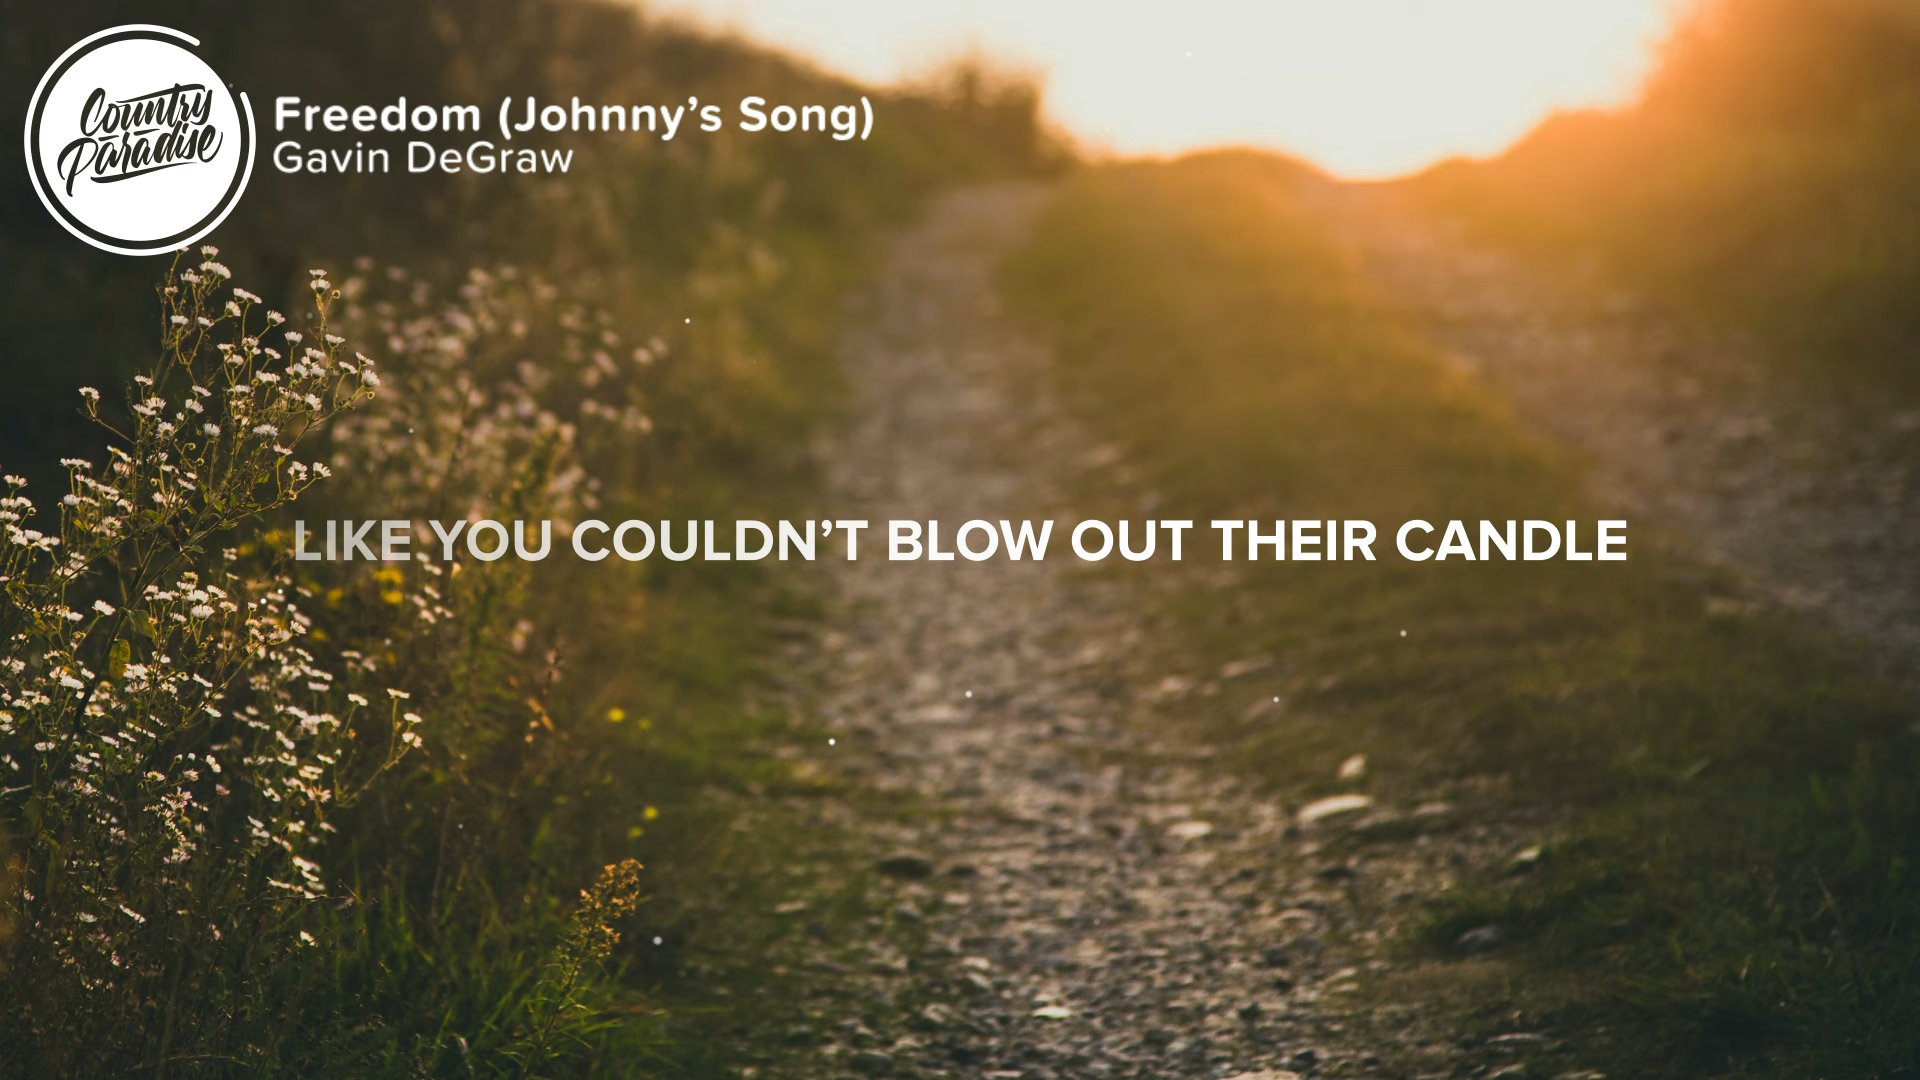 Country
Paradise
Freedom (Johnny’s Song)
Gavin DeGraw
LIKE YOU COULDN’T BLOW OUT THEIR CANDLE